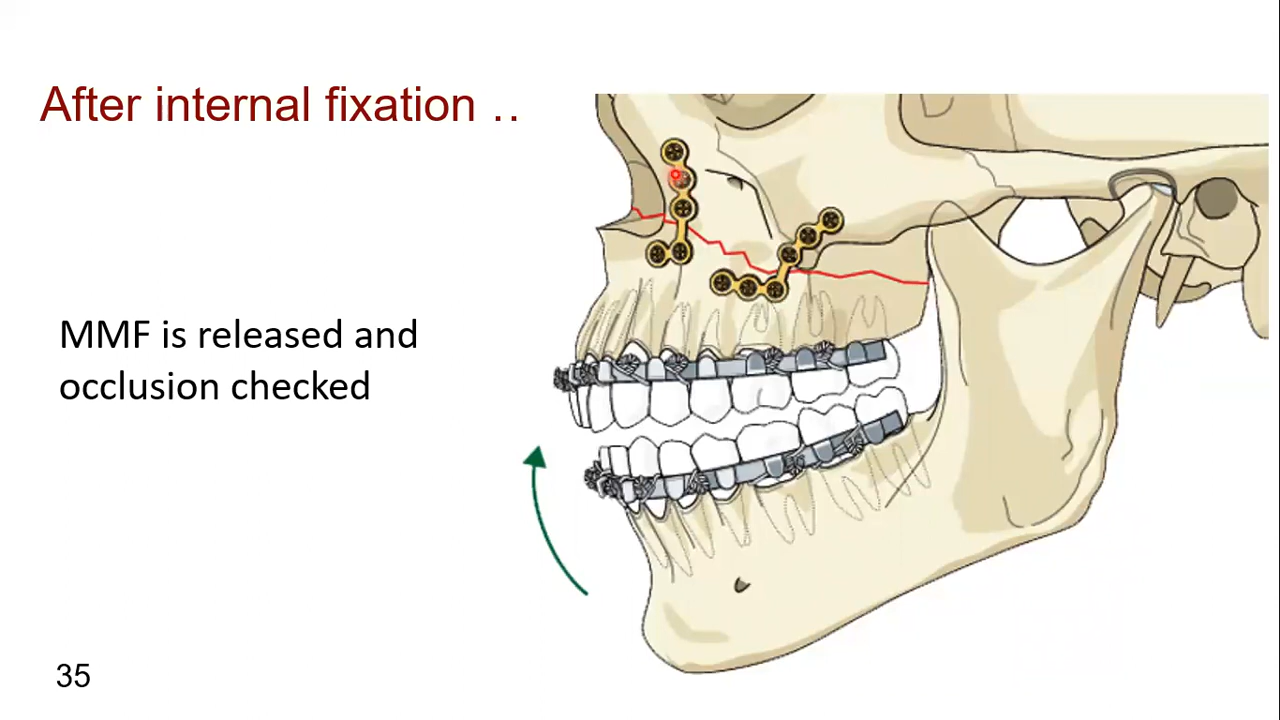 After internal fixation ..
MMF is released and
occlusion checked
35